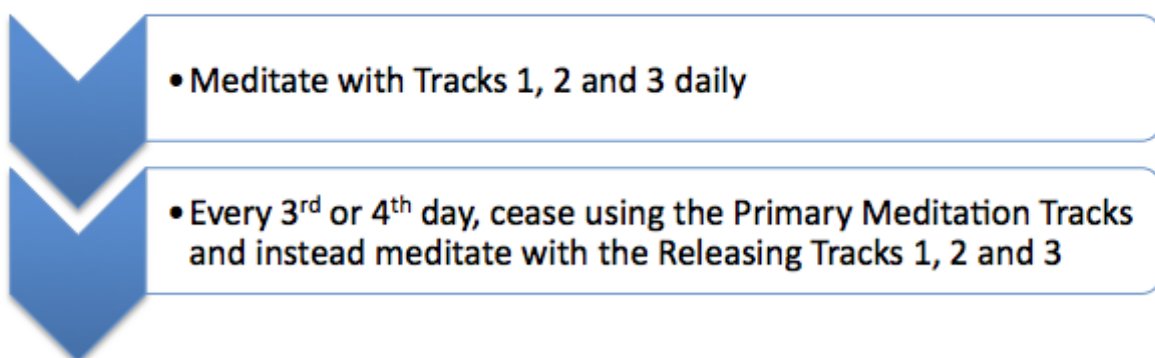 • Meditate with Tracks 1, 2 and 3 daily
• Every 3rd or 4th day, cease using the Primary Meditation Tracks
and instead meditate with the Releasing Tracks 1, 2 and 3